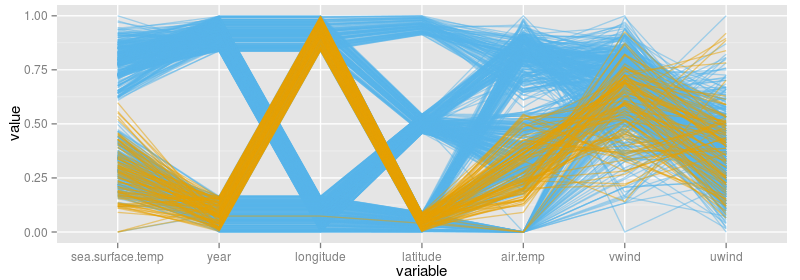 1.00
0.75
0.50
0.25
0.00
value
sea.surface.temp year longitude latitude air.temp vwind uwind
variable